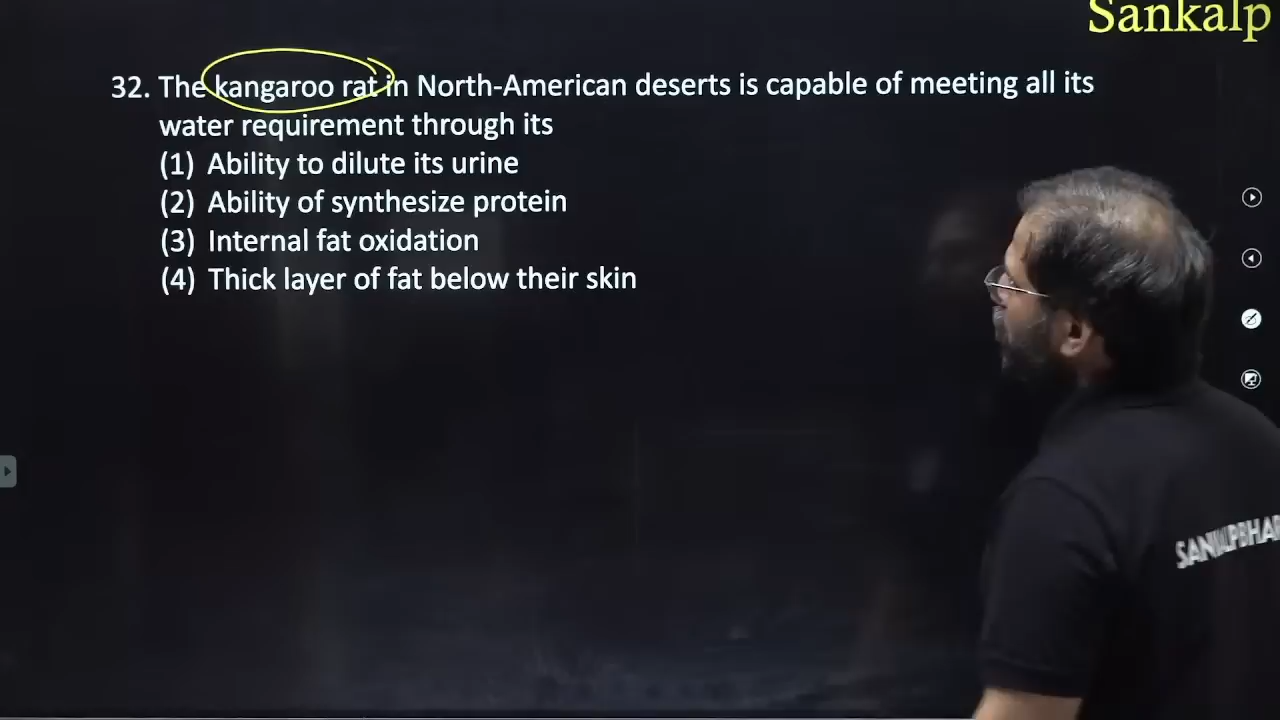 Sankalp
32. The kangaroo rat in North-American deserts is capable of meeting all its
water requirement through its
(1) Ability to dilute its urine
(2) Ability of synthesize protein
(3) Internal fat oxidation
(4) Thick layer of fat below their skin